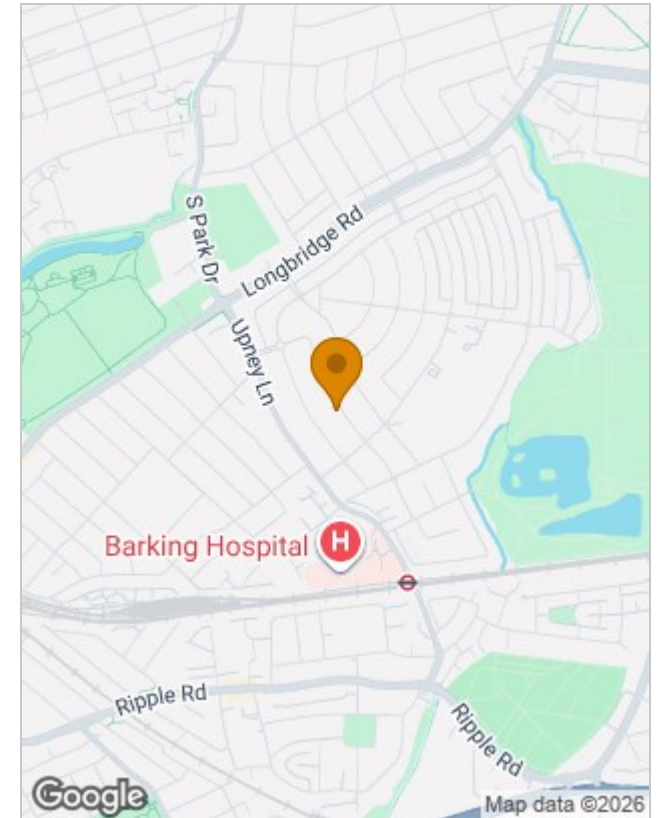 S Park Dr
Longbridge Rd
Upney Ln
Barking Hospital
H
Ripple Rd
Ripple Rd
Google
Map data ©2026